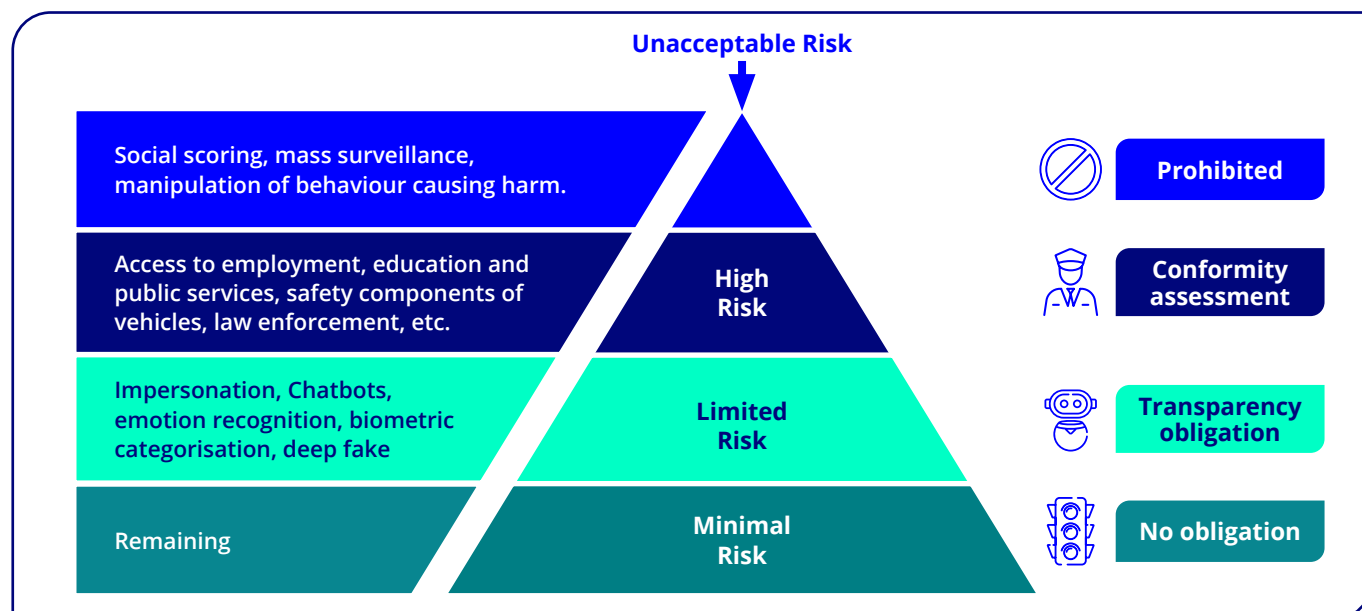 Unacceptable Risk
Social scoring, mass surveillance,
manipulation of behaviour causing harm.
Prohibited
Access to employment, education and
public services, safety components of
vehicles, law enforcement, etc.
High
Risk
Conformity
assessment
Impersonation, Chatbots,
emotion recognition, biometric
categorisation, deep fake
Limited
Risk
Transparency
obligation
Remaining
Minimal
Risk
No obligation